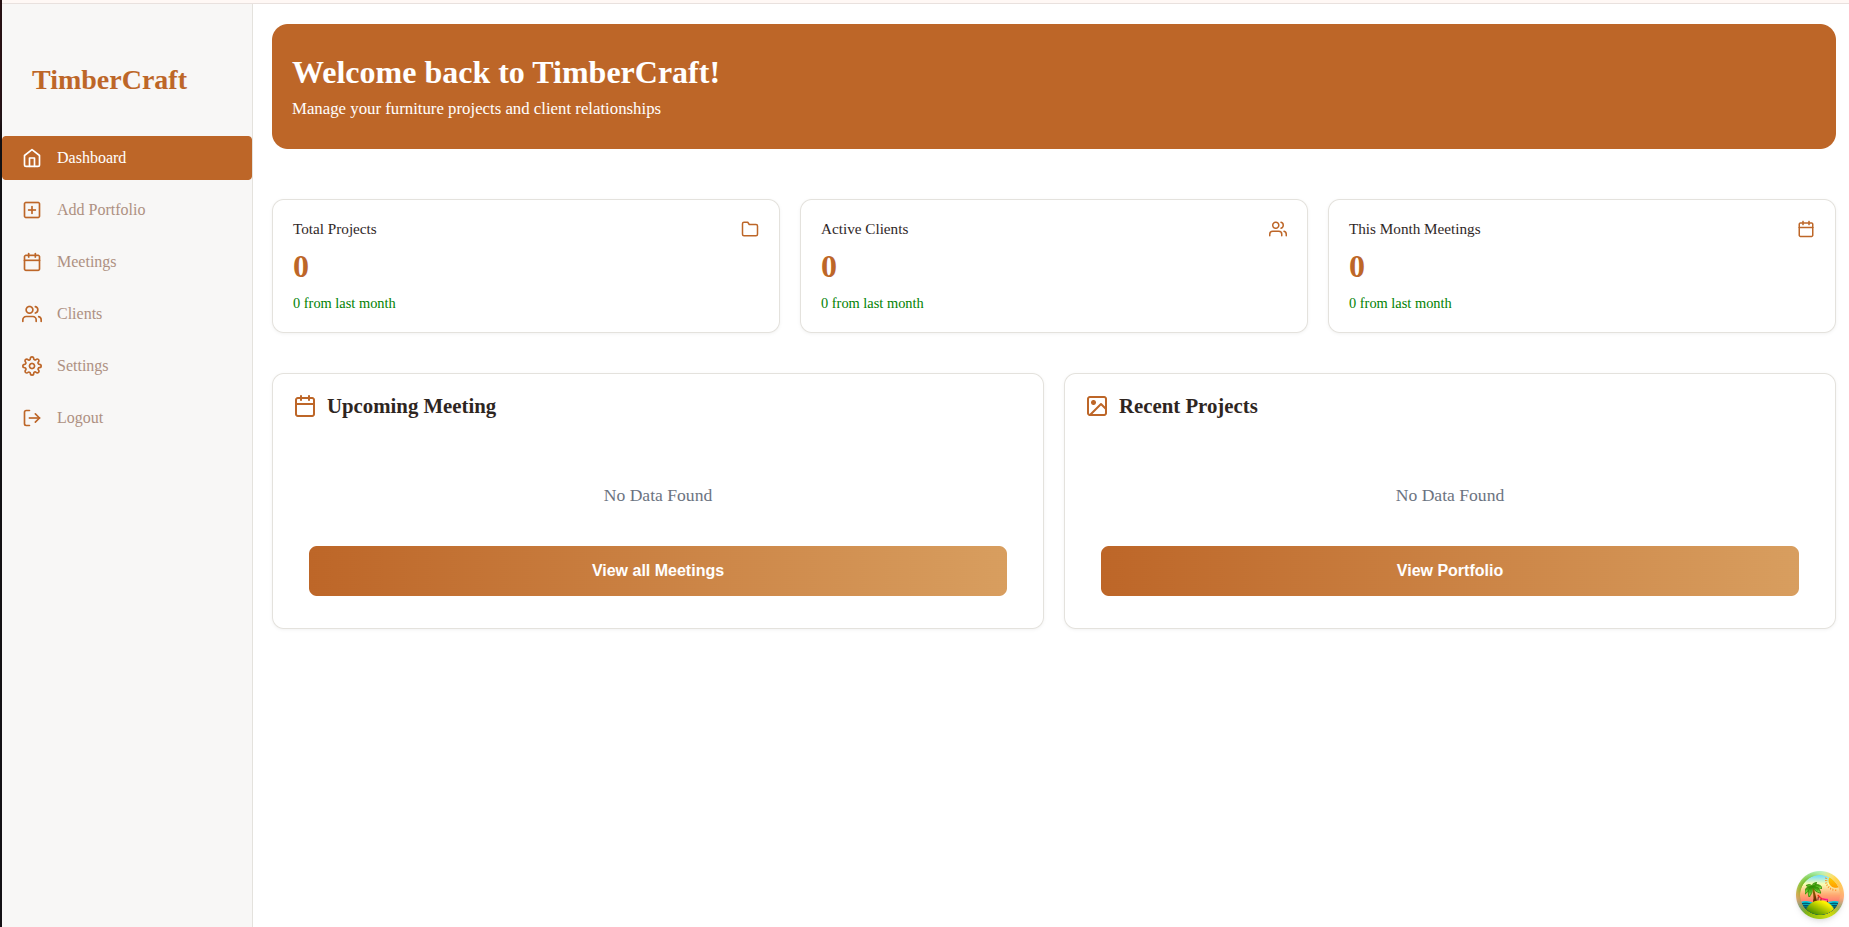 TimberCraft
Dashboard
Add Portfolio
Meetings
Clients
Settings
Logout
Welcome back to TimberCraft!
Manage your furniture projects and client relationships
Total Projects
0
0 from last month
Active Clients
0
0 from last month
This Month Meetings
0
0 from last month
Upcoming Meeting
No Data Found
View all Meetings
Recent Projects
No Data Found
View Portfolio